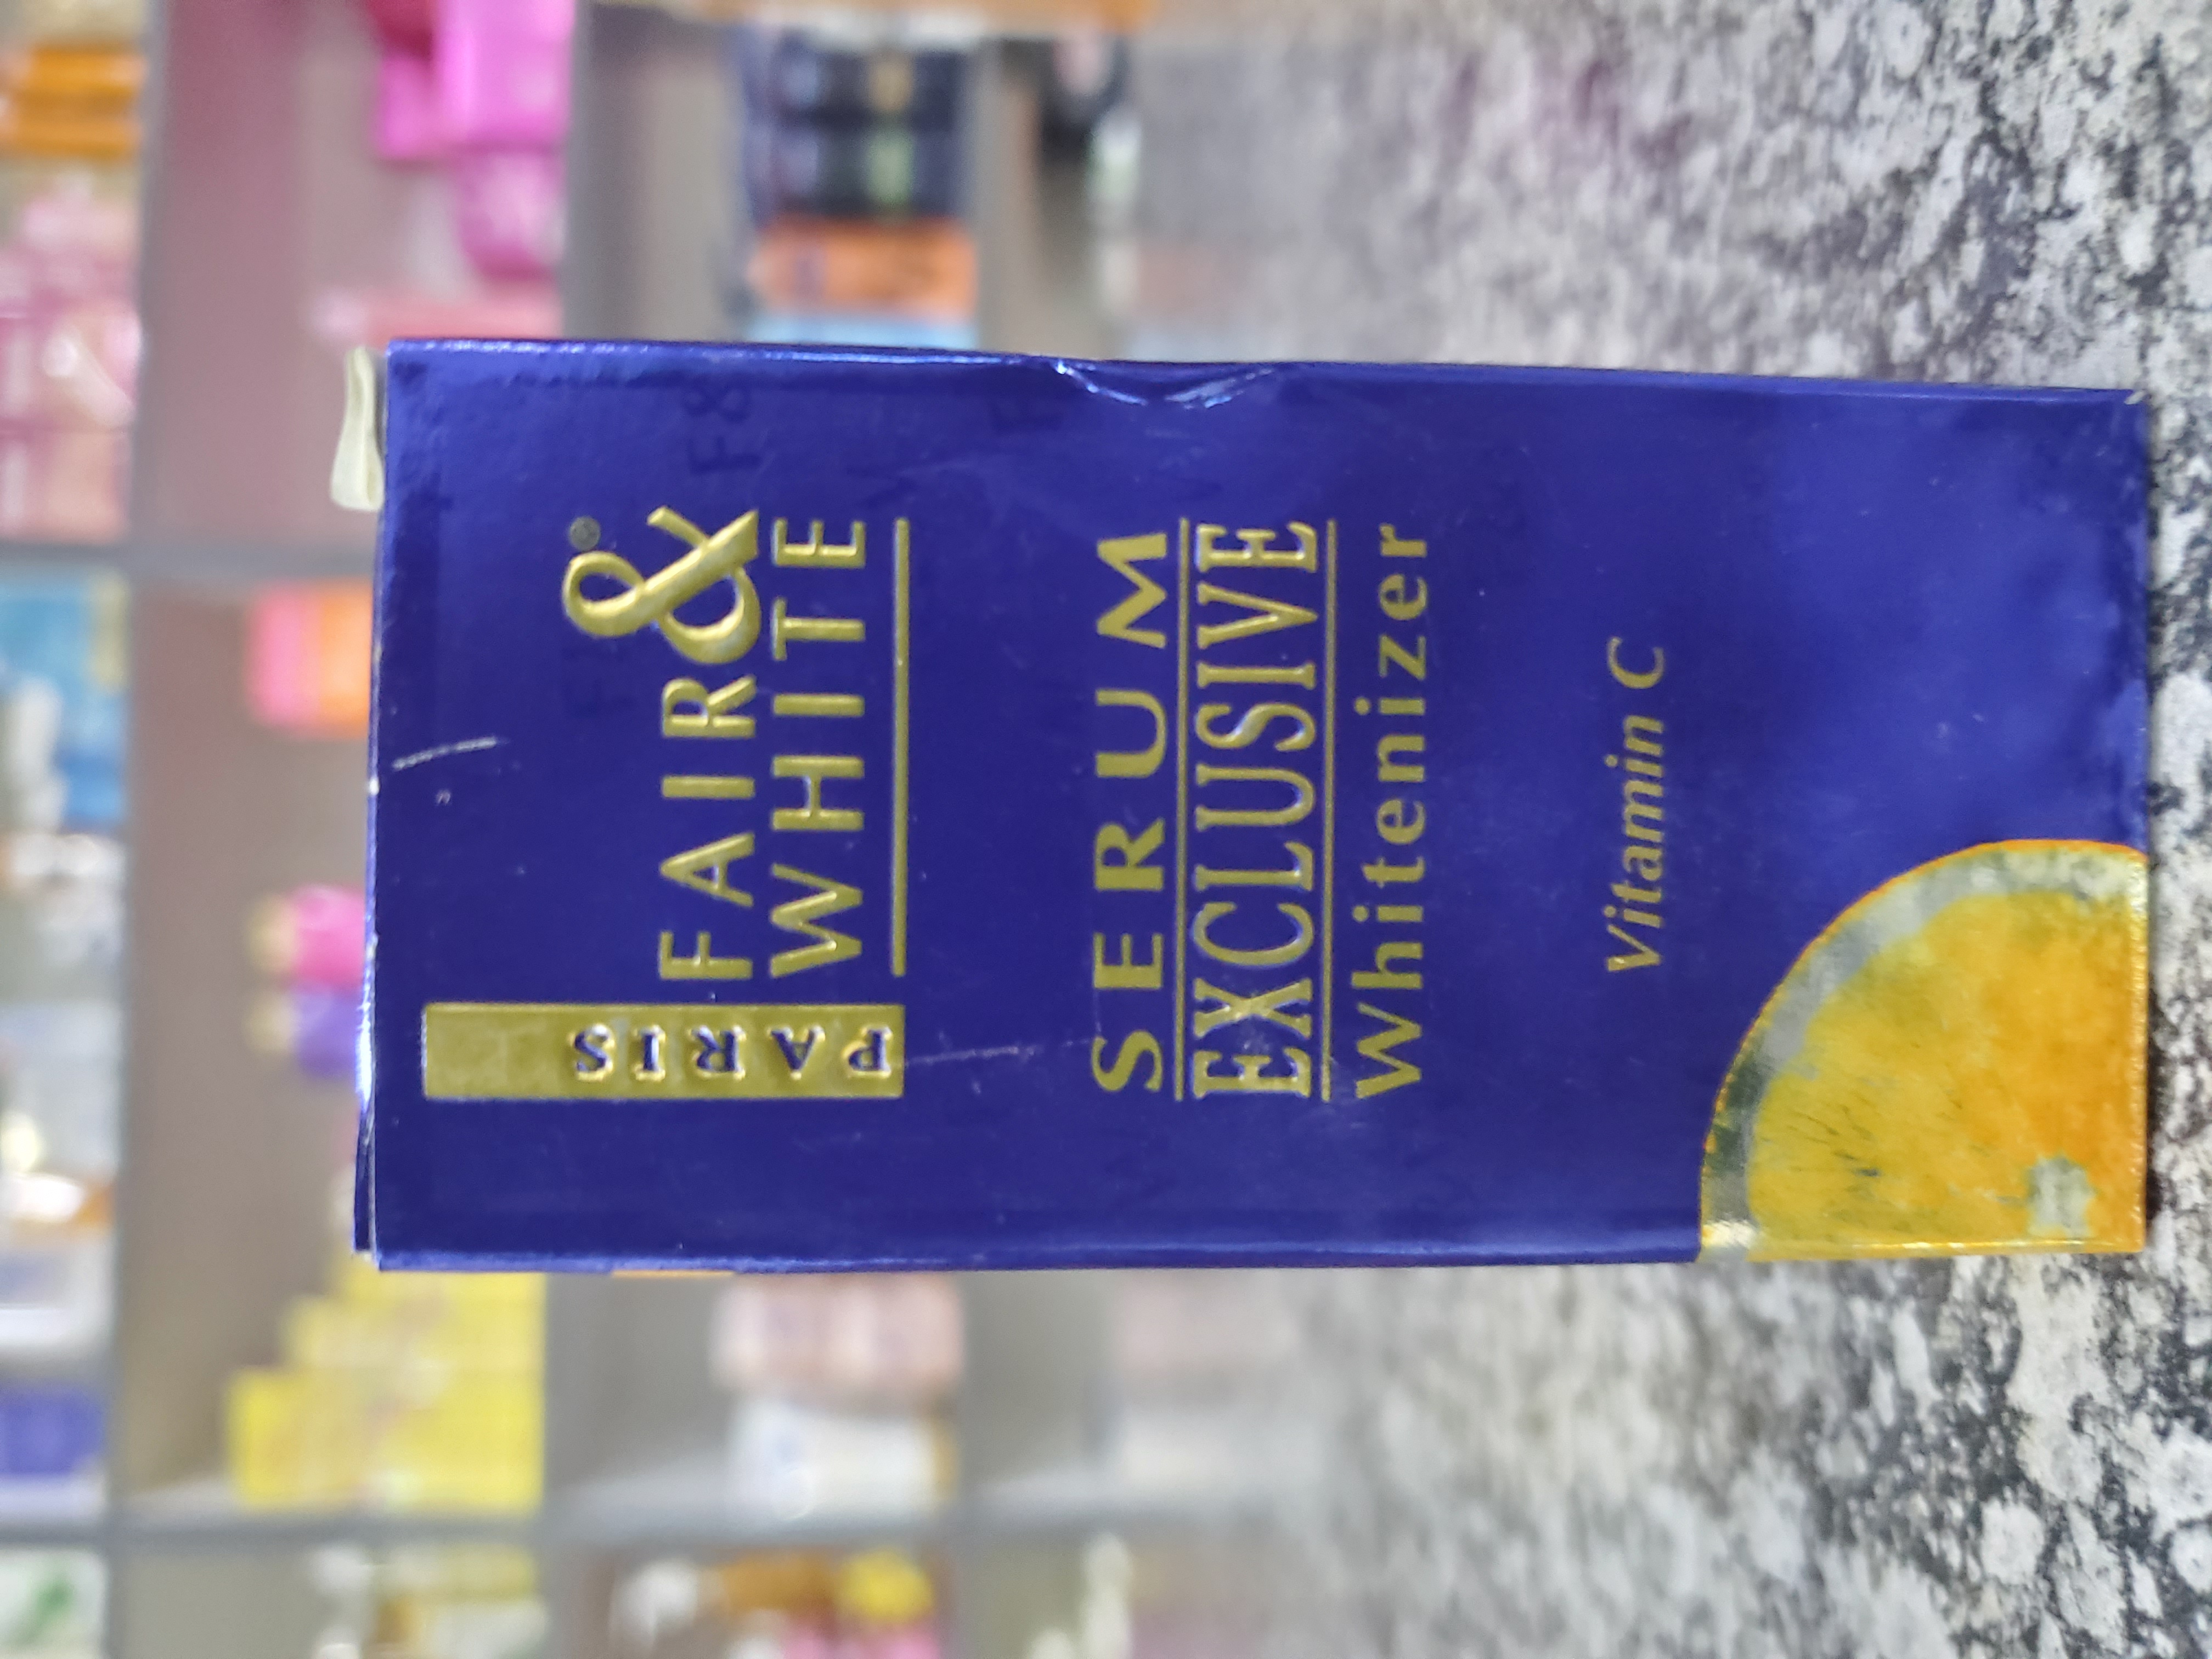 PARIS
FAIR&
WHITE
SERUM
EXCLUSIVE
Whitenizer
Vitamin C